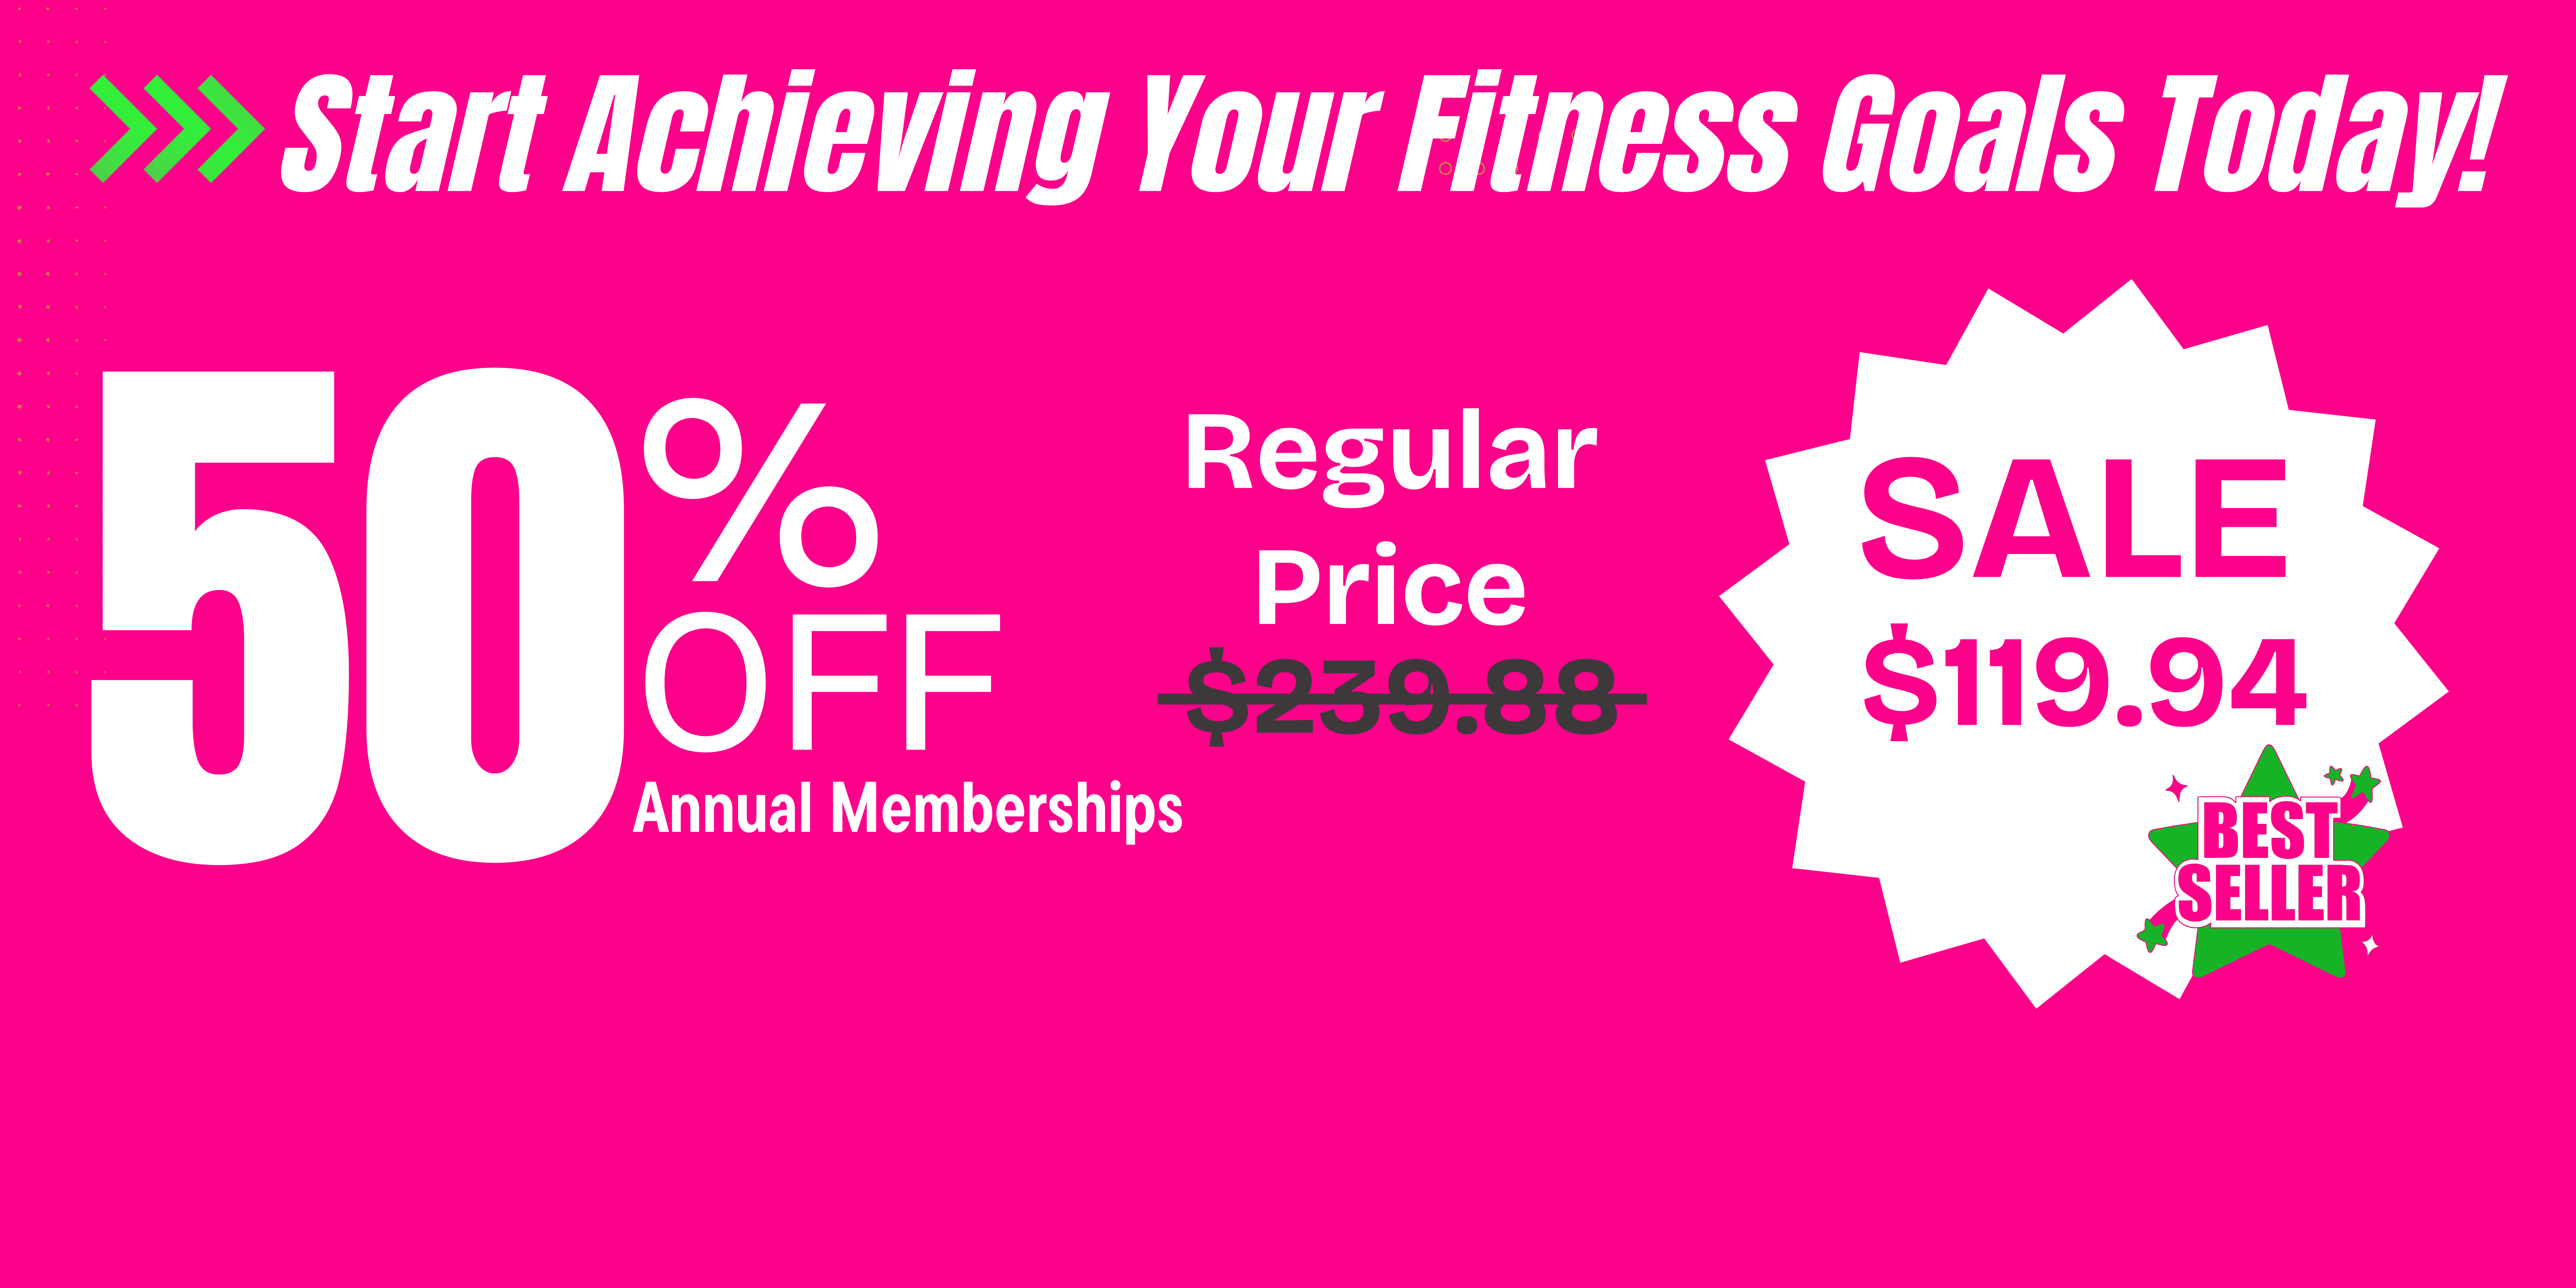 Start Achieving Your Fitness Goals Today!
50%
OFF
Annual Memberships
Regular
Price
$239.88
SALE
$119.94
BEST
SELLER